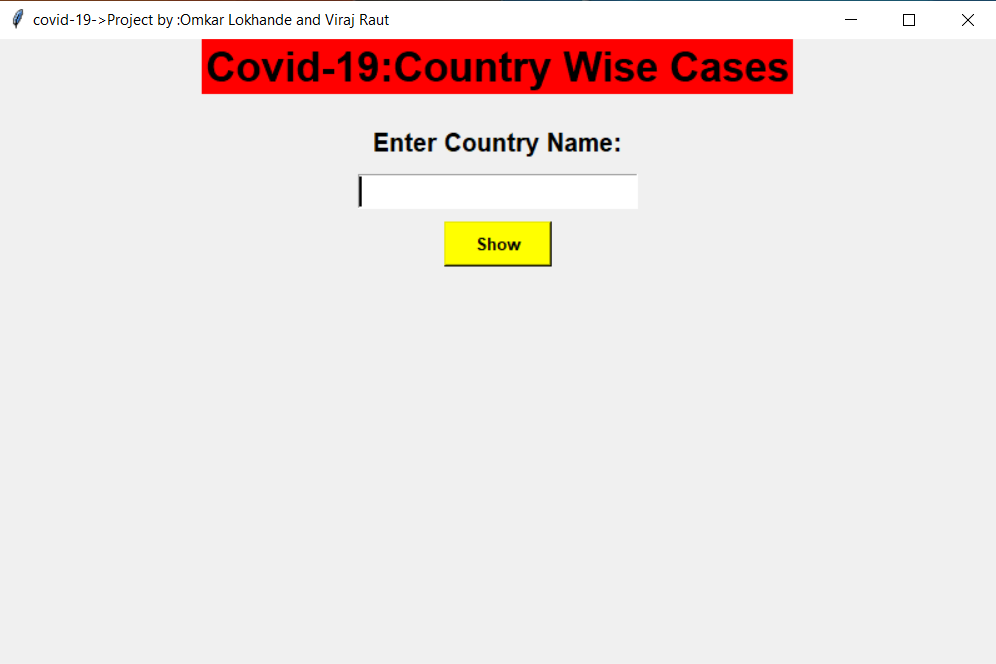 covid-19->Project by :Omkar Lokhande and Viraj Raut
Covid-19:Country Wise Cases
Enter Country Name:
Show